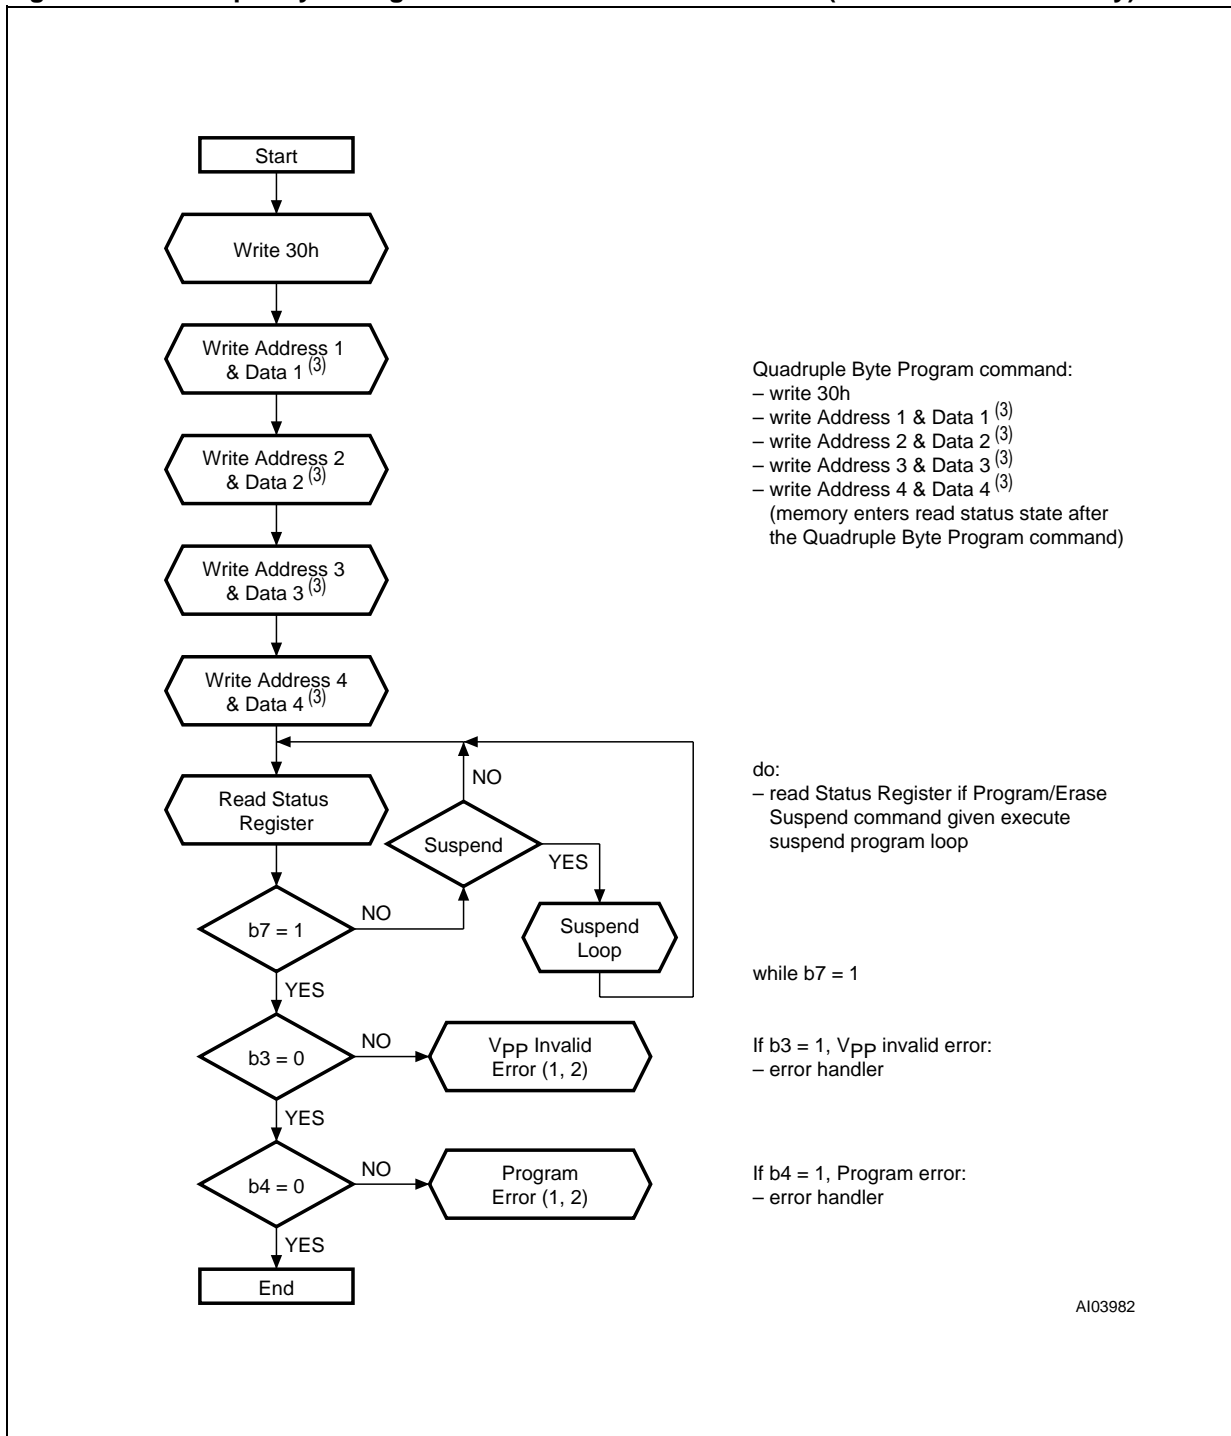 Start
Write 30h
Write Address 1
& Data 1 (3)
Write Address 2
& Data 2 (3)
Write Address 3
& Data 3 (3)
Write Address 4
& Data 4 (3)
Read Status
Register
NO
Suspend
YES
Suspend
Loop
b7 = 1
NO
YES
b3 = 0
NO
VPP Invalid
Error (1, 2)
YES
b4 = 0
NO
Program
Error (1, 2)
YES
End
Quadruple Byte Program command:
– write 30h
– write Address 1 & Data 1 (3)
– write Address 2 & Data 2 (3)
– write Address 3 & Data 3 (3)
– write Address 4 & Data 4 (3)
(memory enters read status state after
the Quadruple Byte Program command)
do:
– read Status Register if Program/Erase
Suspend command given execute
suspend program loop
while b7 = 1
If b3 = 1, VPP invalid error:
– error handler
If b4 = 1, Program error:
– error handler
AI03982